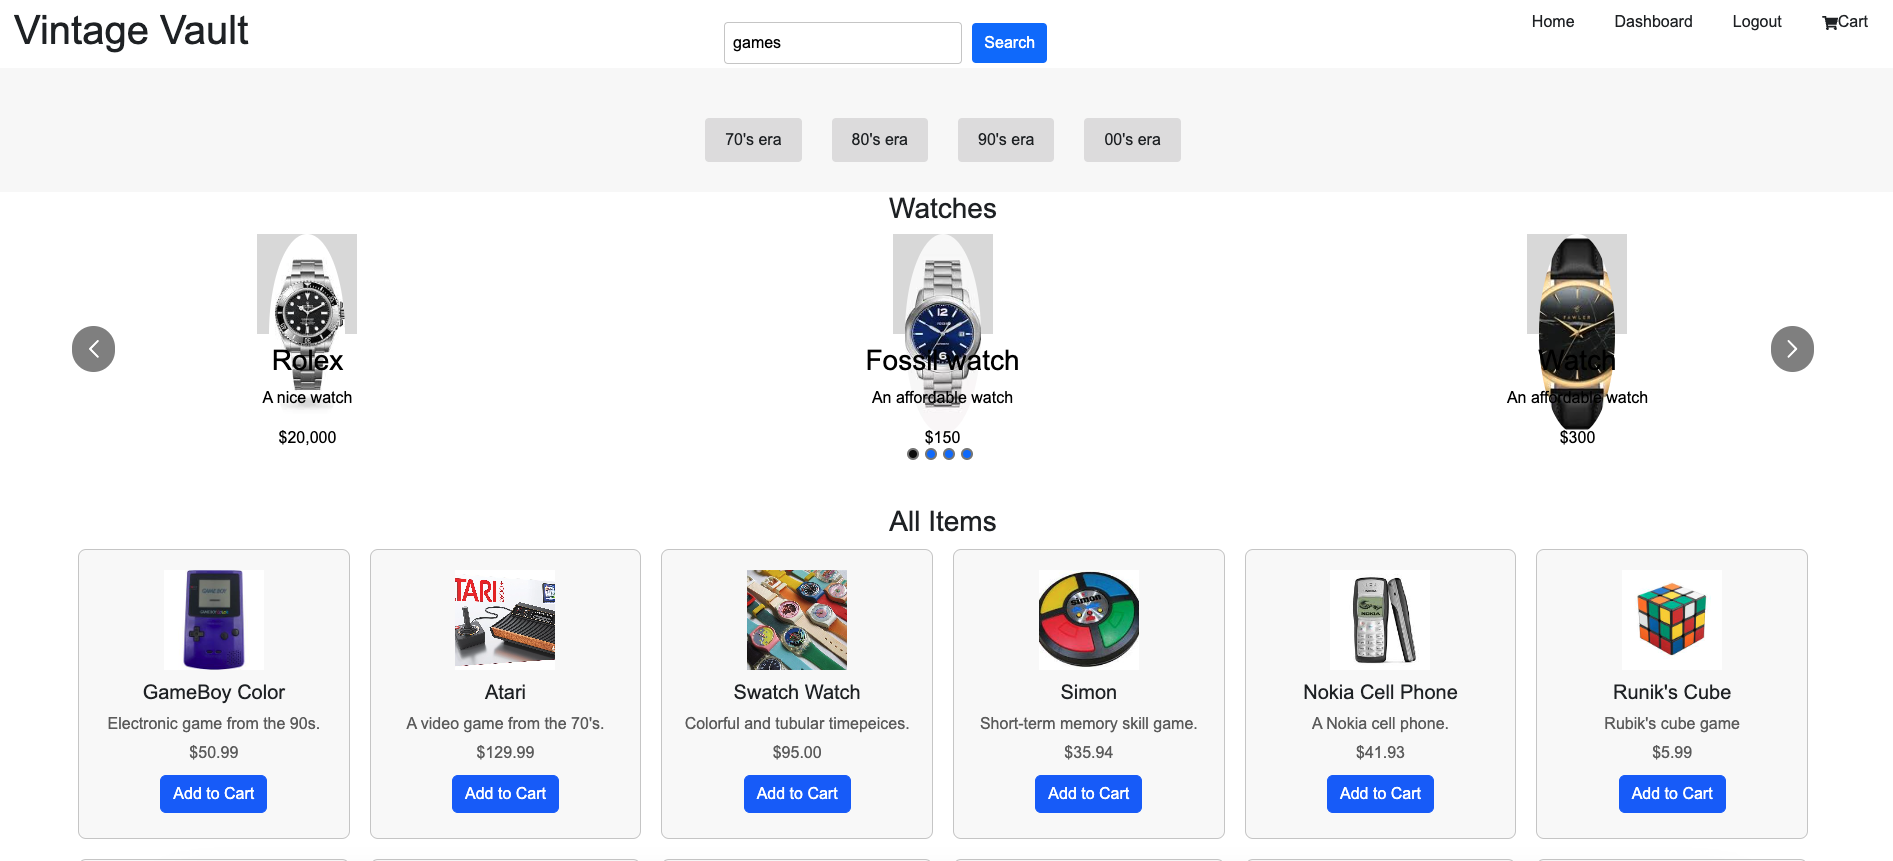 Vintage Vault
games
Search
Home
Dashboard
Logout
Cart
70's era
80's era
90's era
00's era
Watches
Rolex
A nice watch
$20,000
Fossil watch
An affordable watch
$150
Watch
An affordable watch
$300
All Items
GameBoy Color
Electronic game from the 90s.
$50.99
Add to Cart
Atari
A video game from the 70's.
$129.99
Add to Cart
Swatch Watch
Colorful and tubular timepeices.
$95.00
Add to Cart
simon
Simon
Short-term memory skill game.
$35.94
Add to Cart
NOKIA
Nokia Cell Phone
A Nokia cell phone.
$41.93
Add to Cart
Runik's Cube
Rubik's cube game
$5.99
Add to Cart